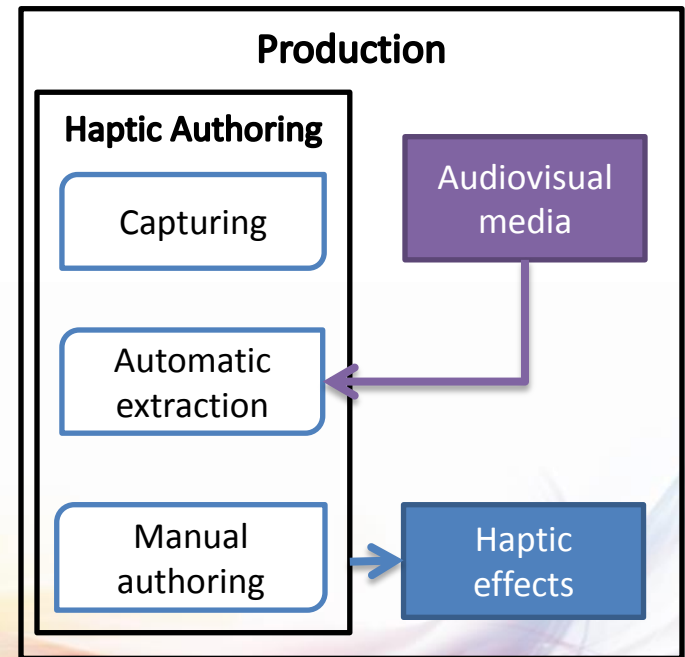 Production
Haptic Authoring
Capturing
Automatic
extraction
Manual
authoring
Audiovisual
media
Haptic
effects